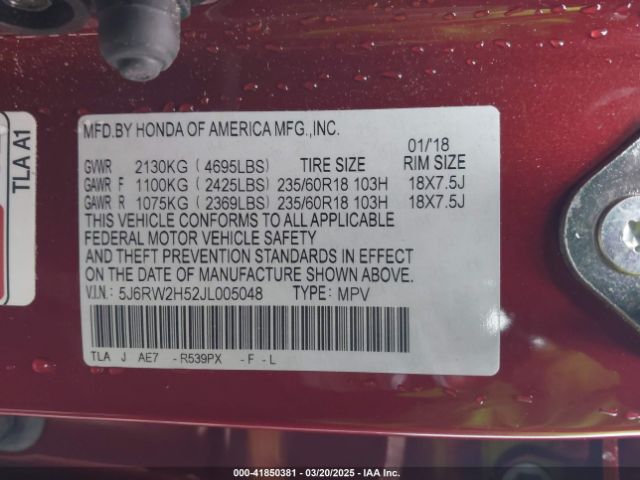 TLA A1
MFD.BY HONDA OF AMERICA MFG.,INC.
01/'18
GVWR 2130KG ( 4695LBS) TIRE SIZE RIM SIZE
GAWR F 1100KG ( 2425LBS) 235/60R18 103H 18X7.5J
GAWR R 1075KG ( 2369LBS) 235/60R18 103H 18X7.5J
THIS VEHICLE CONFORMS TO ALL APPLICABLE
FEDERAL MOTOR VEHICLE SAFETY
AND THEFT PREVENTION STANDARDS IN EFFECT
ON THE DATE OF MANUFACTURE SHOWN ABOVE.
V.I.N.: 5J6RW2H52JL005048 TYPE: MPV
TLA J AE7 - R539PX - F - L
000-41850381 | 03/20/2025 | IAA Inc.